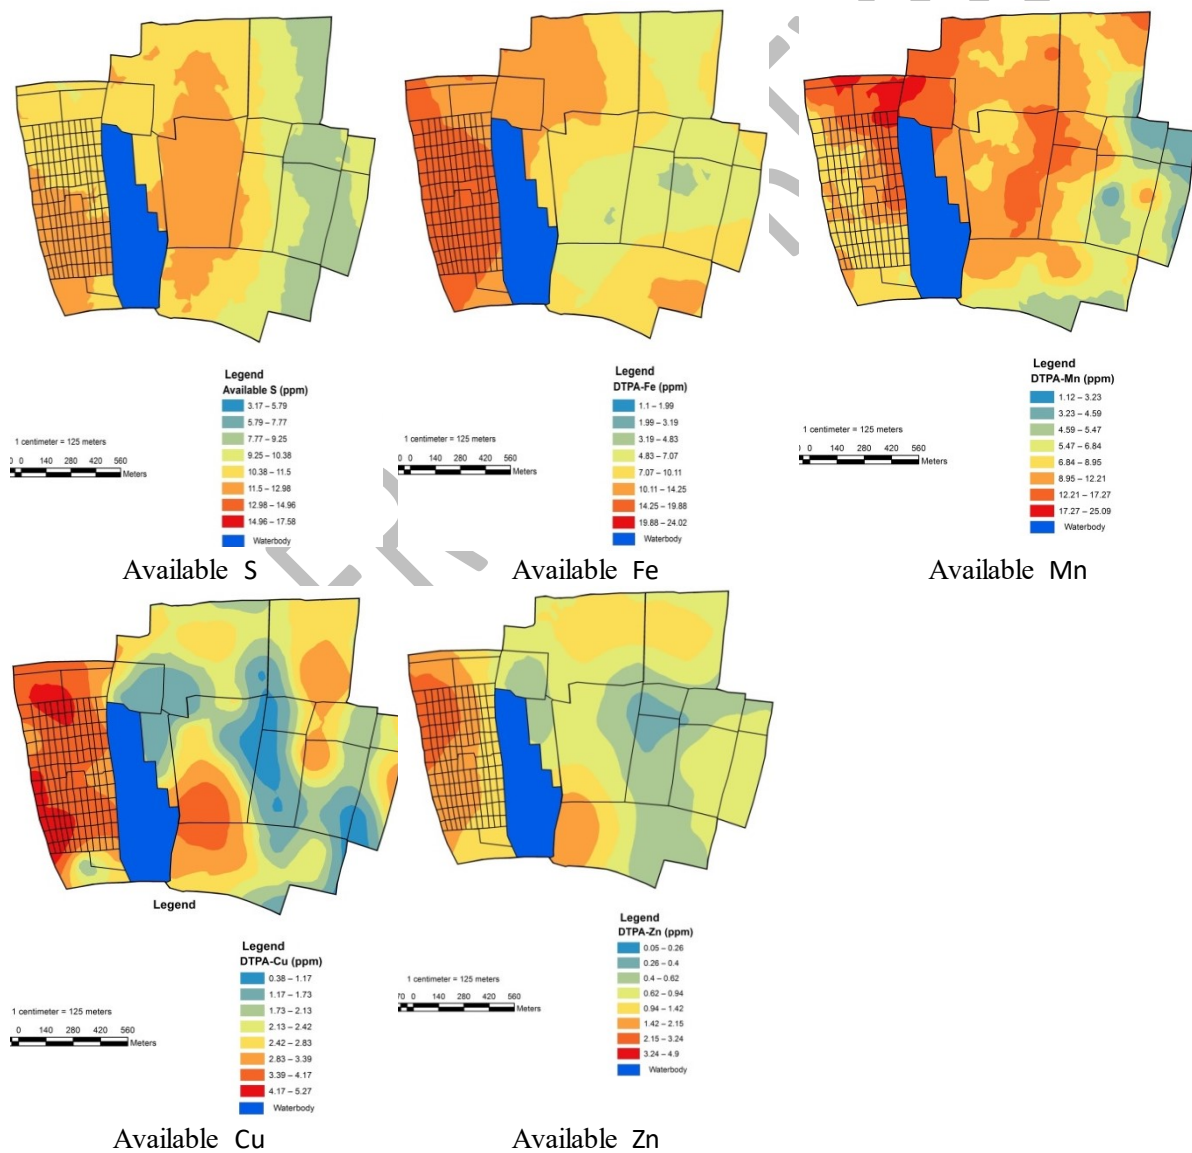 Legend
Available S (ppm)
3.17 – 5.79
5.79 – 7.77
7.77 – 9.25
9.25 – 10.38
10.38 – 11.5
11.5 – 12.98
12.98 – 14.96
14.96 – 17.58
Waterbody
1 centimeter = 125 meters
0 140 280 420 560
Meters
Available S
Legend
DTPA-Fe (ppm)
1.1 – 1.99
1.99 – 3.19
3.19 – 4.83
4.83 – 7.07
7.07 – 10.11
10.11 – 14.25
14.25 – 19.88
19.88 – 24.02
Waterbody
1 centimeter = 125 meters
0 140 280 420 560
Meters
Available Fe
Legend
DTPA-Mn (ppm)
1.12 – 3.23
3.23 – 4.59
4.59 – 5.47
5.47 – 6.84
6.84 – 8.95
8.95 – 12.21
12.21 – 17.27
17.27 – 25.09
Waterbody
1 centimeter = 125 meters
0 140 280 420 560
Meters
Available Mn
Legend
Legend
DTPA-Cu (ppm)
0.38 – 1.17
1.17 – 1.73
1.73 – 2.13
2.13 – 2.42
2.42 – 2.83
2.83 – 3.39
3.39 – 4.17
4.17 – 5.27
Waterbody
1 centimeter = 125 meters
0 140 280 420 560
Meters
Available Cu
Legend
DTPA-Zn (ppm)
0.05 – 0.26
0.26 – 0.4
0.4 – 0.62
0.62 – 0.94
0.94 – 1.42
1.42 – 2.15
2.15 – 3.24
3.24 – 4.9
Waterbody
1 centimeter = 125 meters
70 0 140 280 420 560
Meters
Available Zn